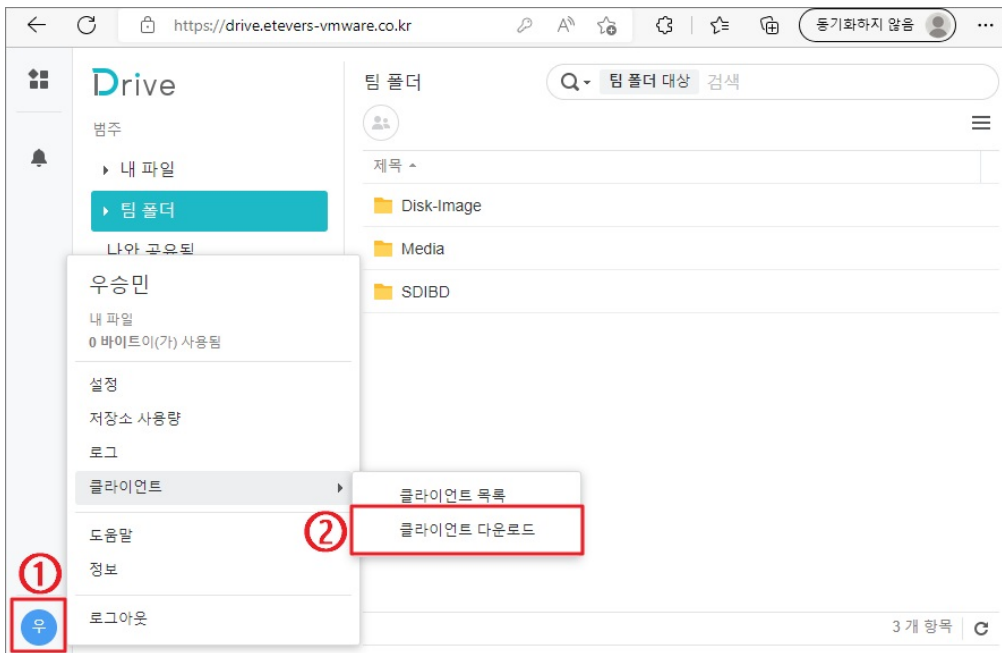 https://drive.etevers-vmware.co.kr
동기화하지 않음
Drive
범주
내 파일
팀 폴더
나와 공유됨
팀 폴더
팀 폴더 대상 검색
제목
Disk-Image
Media
SDIBD
우승민
내 파일
0 바이트이(가) 사용됨
설정
저장소 사용량
로그
클라이언트
클라이언트 목록
② 클라이언트 다운로드
도움말
정보
로그아웃
①
우
3 개 항목